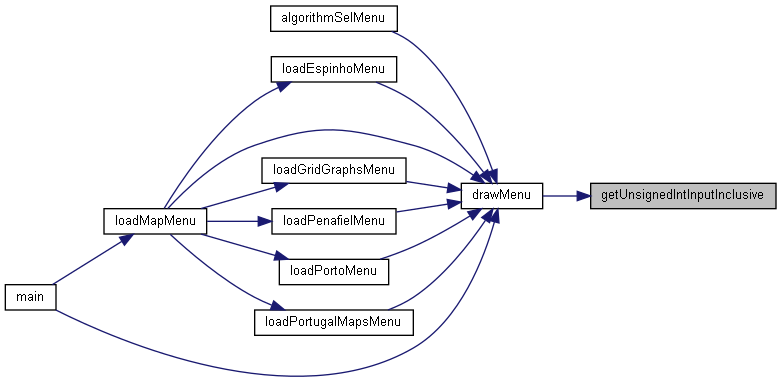 algorithmSelMenu
loadEspinhoMenu
loadGridGraphsMenu
drawMenu
getUnsignedIntInputInclusive
loadMapMenu
loadPenafielMenu
loadPortoMenu
main
loadPortugalMapsMenu